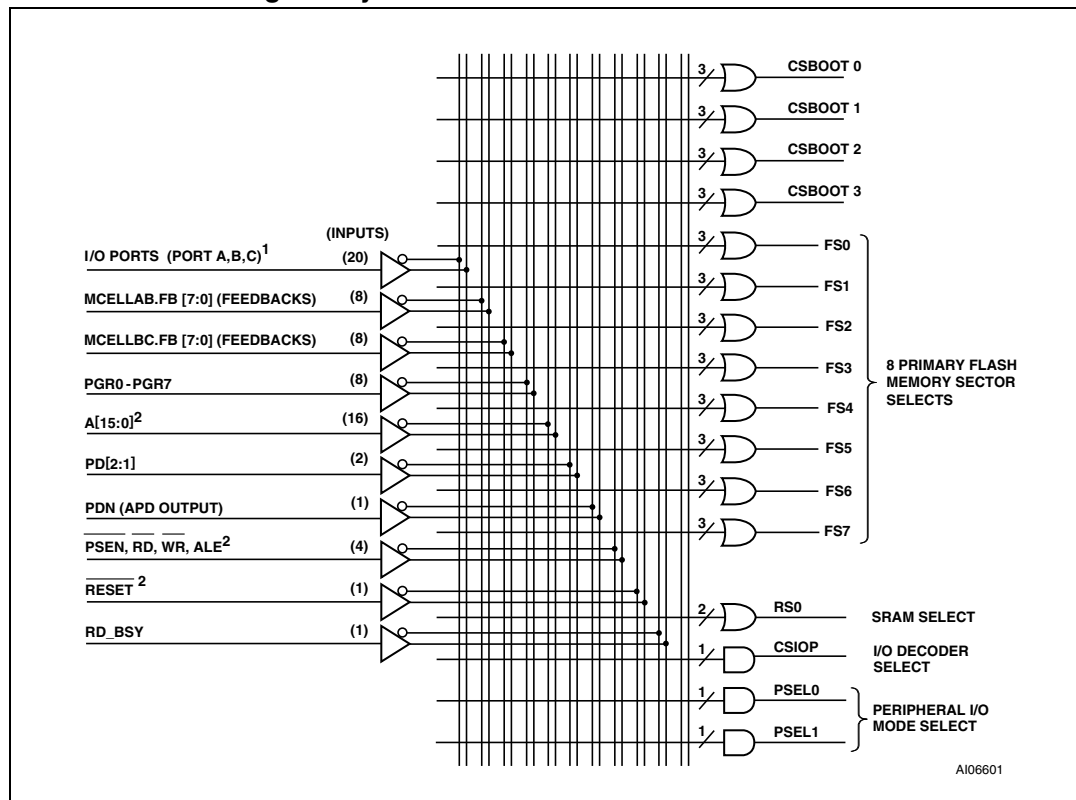 3 CSBOOT 0
3 CSBOOT 1
3 CSBOOT 2
3 CSBOOT 3
(INPUTS)
I/O PORTS (PORT A,B,C)1 (20)
MCELLAB.FB [7:0] (FEEDBACKS) (8)
MCELLBC.FB [7:0] (FEEDBACKS) (8)
PGR0 -PGR7 (8)
A[15:0]2 (16)
PD[2:1] (2)
PDN (APD OUTPUT) (1)
PSEN, RD, WR, ALE2 (4)
RESET 2 (1)
RD_BSY (1)
3 FS0
3 FS1
3 FS2
3 FS3
3 FS4
3 FS5
3 FS6
3 FS7
8 PRIMARY FLASH
MEMORY SECTOR
SELECTS
2 RS0 SRAM SELECT
1 CSIOP I/O DECODER
SELECT
1 PSEL0
1 PSEL1
PERIPHERAL I/O
MODE SELECT
AI06601